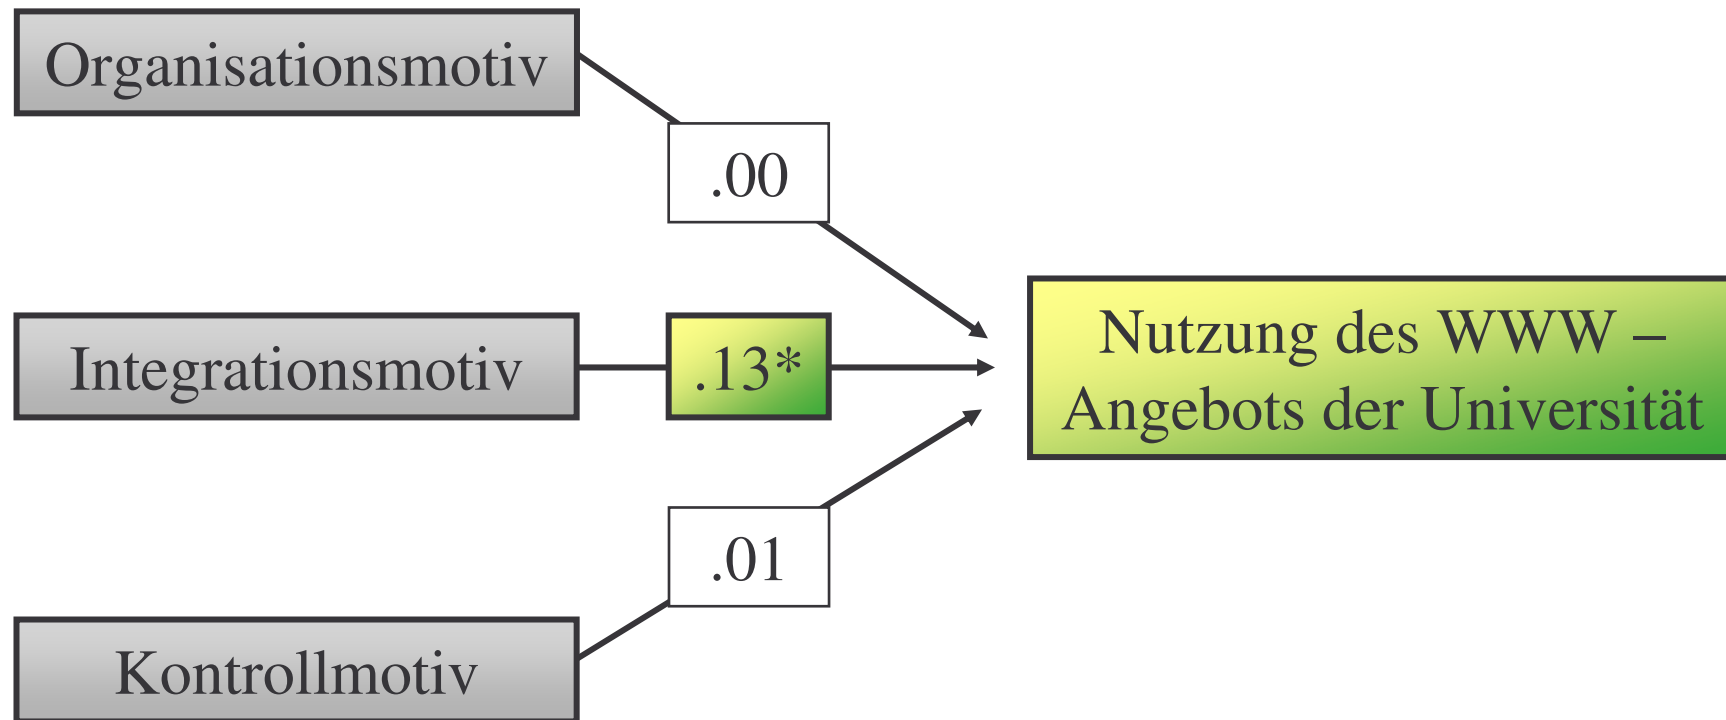 Organisationsmotiv
.00
Integrationsmotiv
.13*
Nutzung des WWW –
Angebots der Universität
.01
Kontrollmotiv